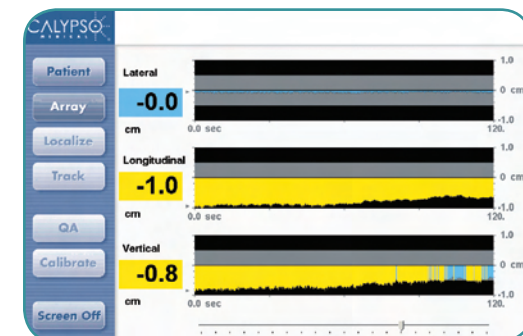 CALYPSO
MEDICAL
Patient
Array
Localize
Track
QA
Calibrate
Screen Off
Lateral
-0.0
cm
1.0
0 cm
-1.0
0.0 sec
120.
Longitudinal
-1.0
cm
1.0
0 cm
-1.0
0.0 sec
120.
Vertical
-0.8
cm
1.0
0 cm
-1.0
0.0 sec
120.